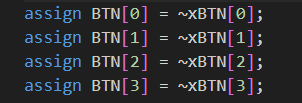 assign BTN[0] = ~xBTN[0];
assign BTN[1] = ~xBTN[1];
assign BTN[2] = ~xBTN[2];
assign BTN[3] = ~xBTN[3];